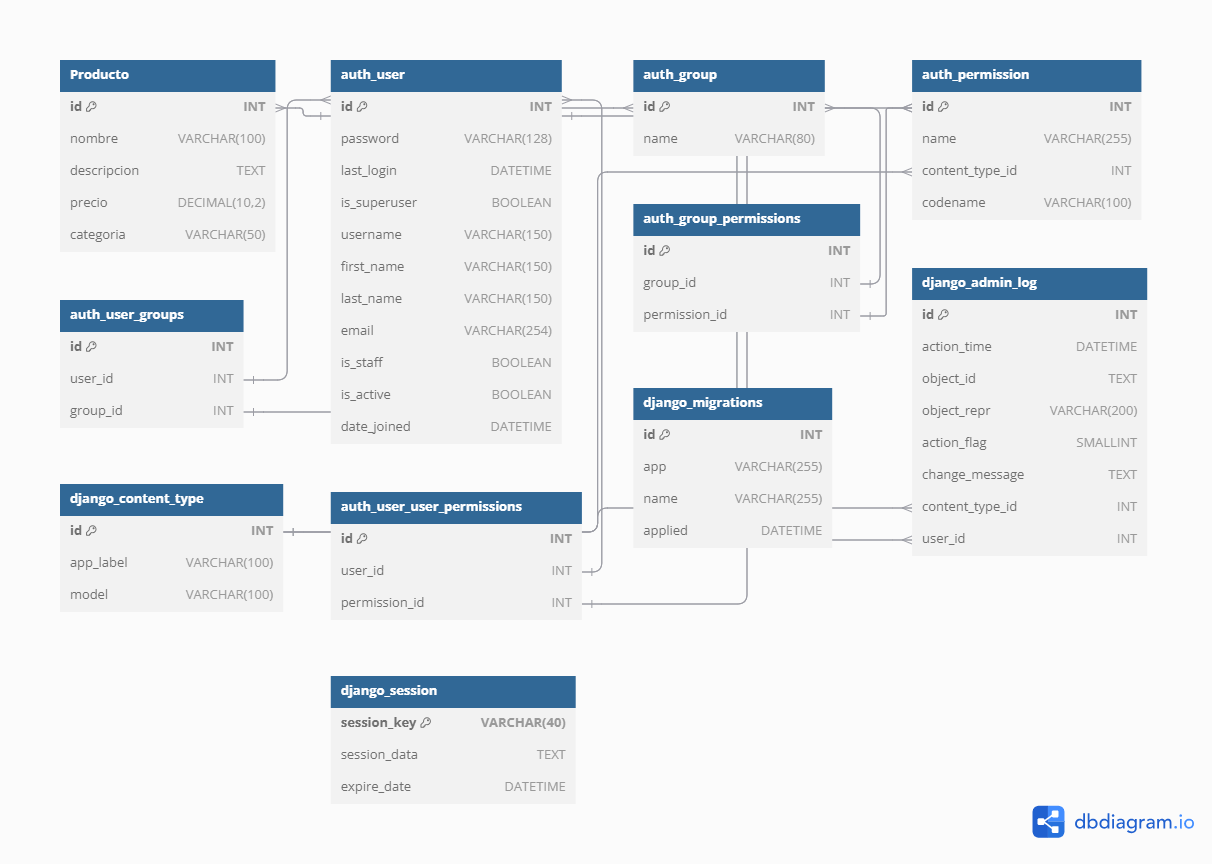 Producto
id INT
nombre VARCHAR(100)
descripcion TEXT
precio DECIMAL(10,2)
categoria VARCHAR(50)
auth_user
id INT
password VARCHAR(128)
last_login DATETIME
is_superuser BOOLEAN
username VARCHAR(150)
first_name VARCHAR(150)
last_name VARCHAR(150)
email VARCHAR(254)
is_staff BOOLEAN
is_active BOOLEAN
date_joined DATETIME
auth_group
id INT
name VARCHAR(80)
auth_permission
id INT
name VARCHAR(255)
content_type_id INT
codename VARCHAR(100)
auth_group_permissions
id INT
group_id INT
permission_id INT
django_admin_log
id INT
action_time DATETIME
object_id TEXT
object_repr VARCHAR(200)
action_flag SMALLINT
change_message TEXT
content_type_id INT
user_id INT
auth_user_groups
id INT
user_id INT
group_id INT
django_migrations
id INT
app VARCHAR(255)
name VARCHAR(255)
applied DATETIME
django_content_type
id INT
app_label VARCHAR(100)
model VARCHAR(100)
auth_user_user_permissions
id INT
user_id INT
permission_id INT
django_session
session_key VARCHAR(40)
session_data TEXT
expire_date DATETIME
dbdiagram.io